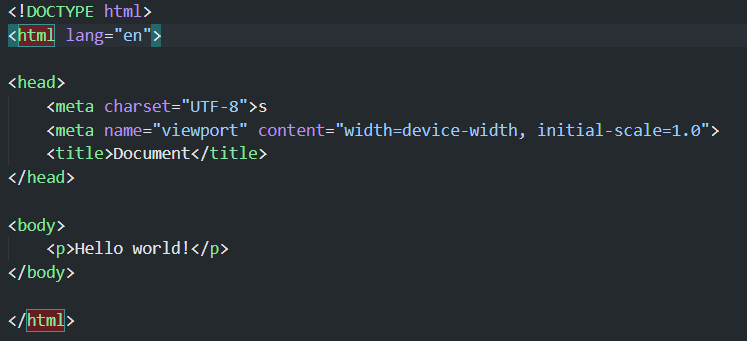 <!DOCTYPE html>
<html lang="en">
<head>
<meta charset="UTF-8">s
<meta name="viewport" content="width=device-width, initial-scale=1.0">
<title>Document</title>
</head>
<body>
<p>Hello world!</p>
</body>
</html>